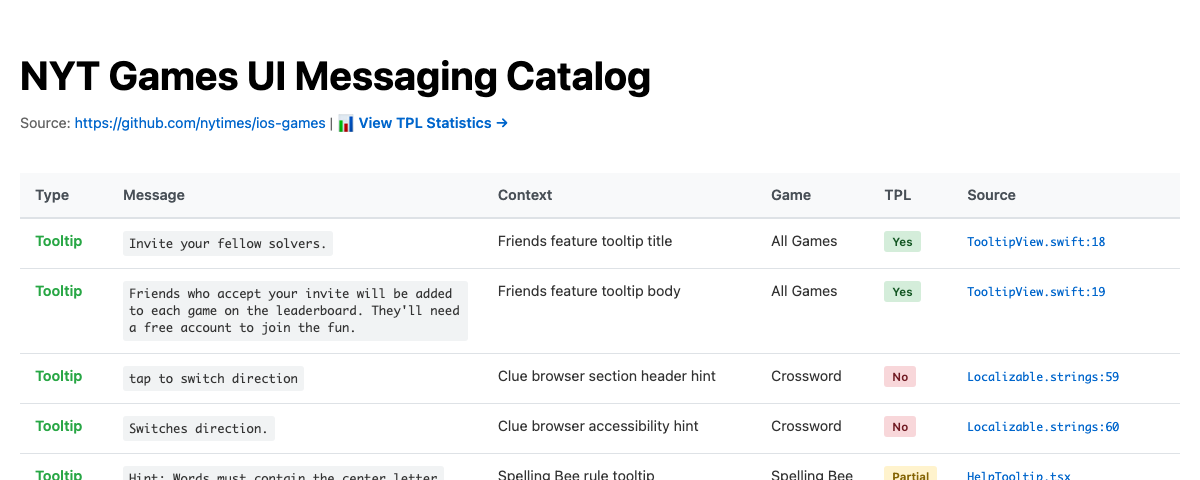 NYT Games UI Messaging Catalog
Source: https://github.com/nytimes/ios-games | 📊 View TPL Statistics →
Type Message Context Game TPL Source
Tooltip Invite your fellow solvers. Friends feature tooltip title All Games Yes TooltipView.swift:18
Tooltip Friends who accept your invite will be added Friends feature tooltip body All Games Yes TooltipView.swift:19
to each game on the leaderboard. They'll need
a free account to join the fun.
Tooltip tap to switch direction Clue browser section header hint Crossword No Localizable.strings:59
Tooltip Switches direction. Clue browser accessibility hint Crossword No Localizable.strings:60
Tooltip Hint: Words must contain the center letter Spelling Bee rule tooltip Spelling Bee Partial HelpTooltip.tsx